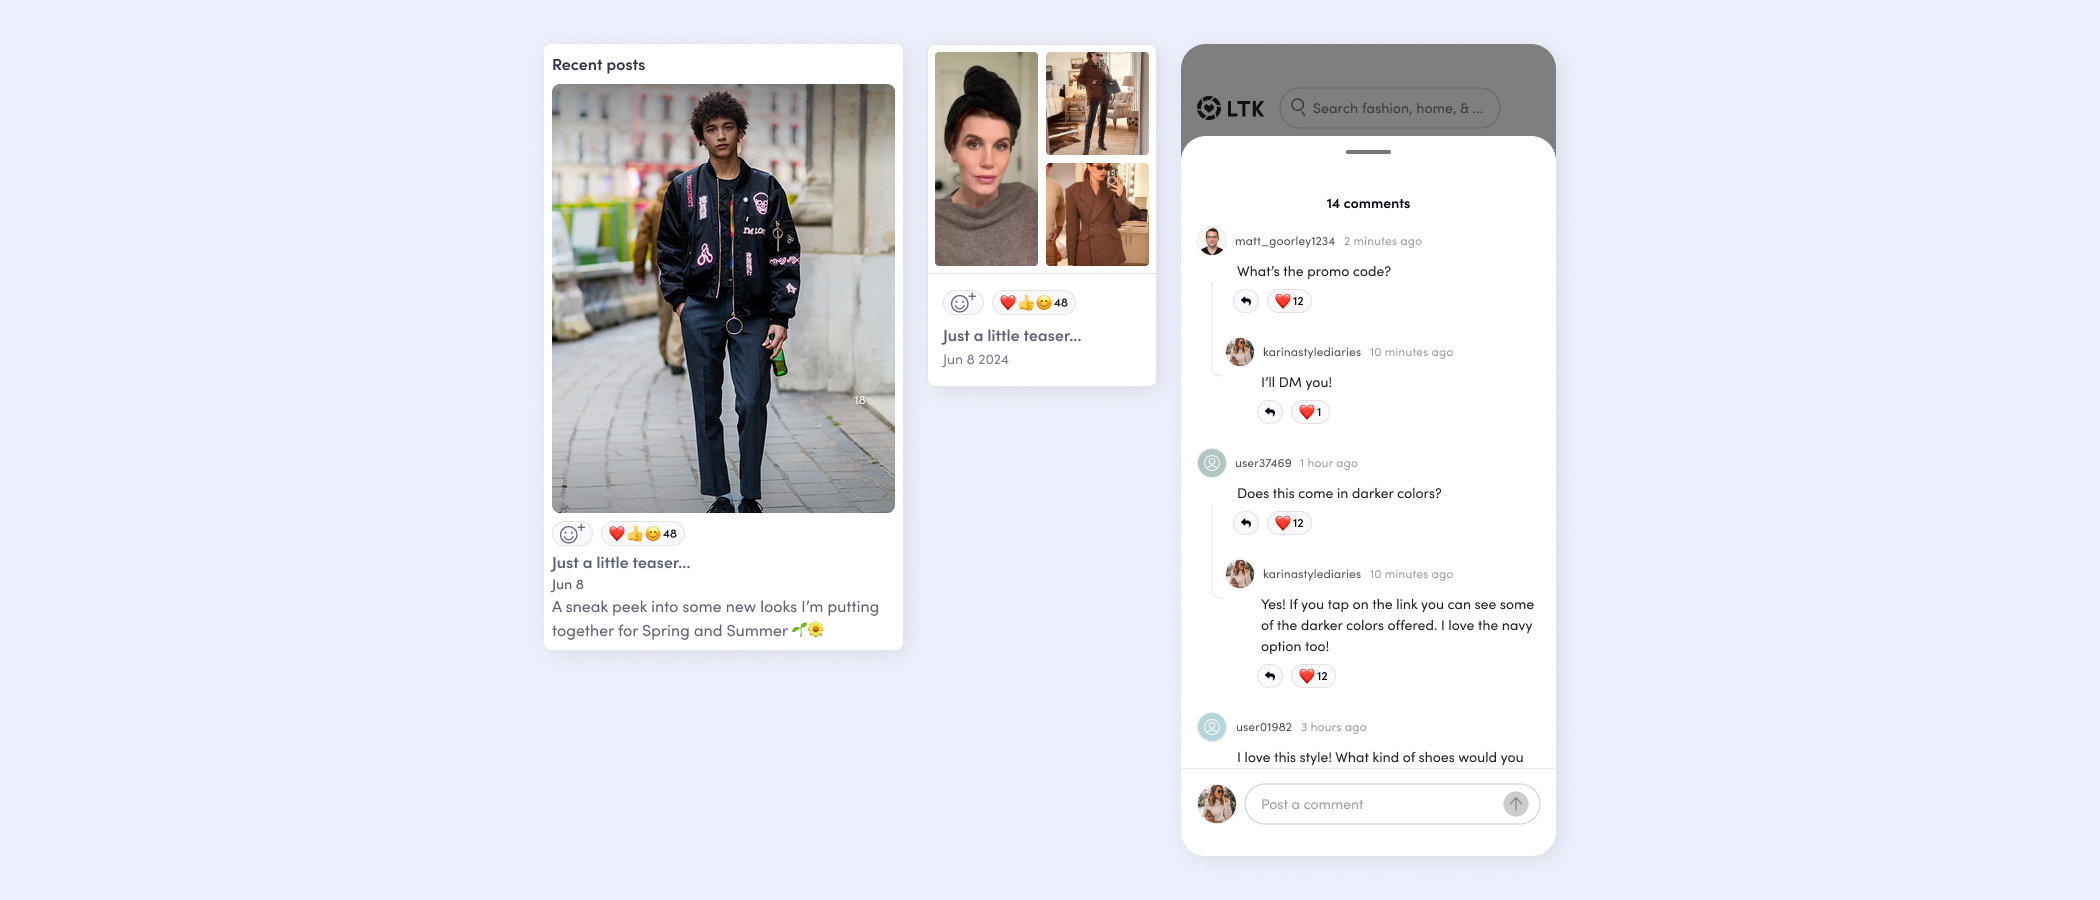 Recent posts
I'M LOS
18
48
Just a little teaser...
Jun 8
A sneak peek into some new looks I'm putting
together for Spring and Summer 🌱🌼
48
Just a little teaser...
Jun 8 2024
LTK
Search fashion, home, & ...
14 comments
matt_goorley1234 2 minutes ago
What's the promo code?
12
karinastylediaries 10 minutes ago
I'll DM you!
1
user37469 1 hour ago
Does this come in darker colors?
12
karinastylediaries 10 minutes ago
Yes! If you tap on the link you can see some
of the darker colors offered. I love the navy
option too!
12
user01982 3 hours ago
I love this style! What kind of shoes would you
Post a comment